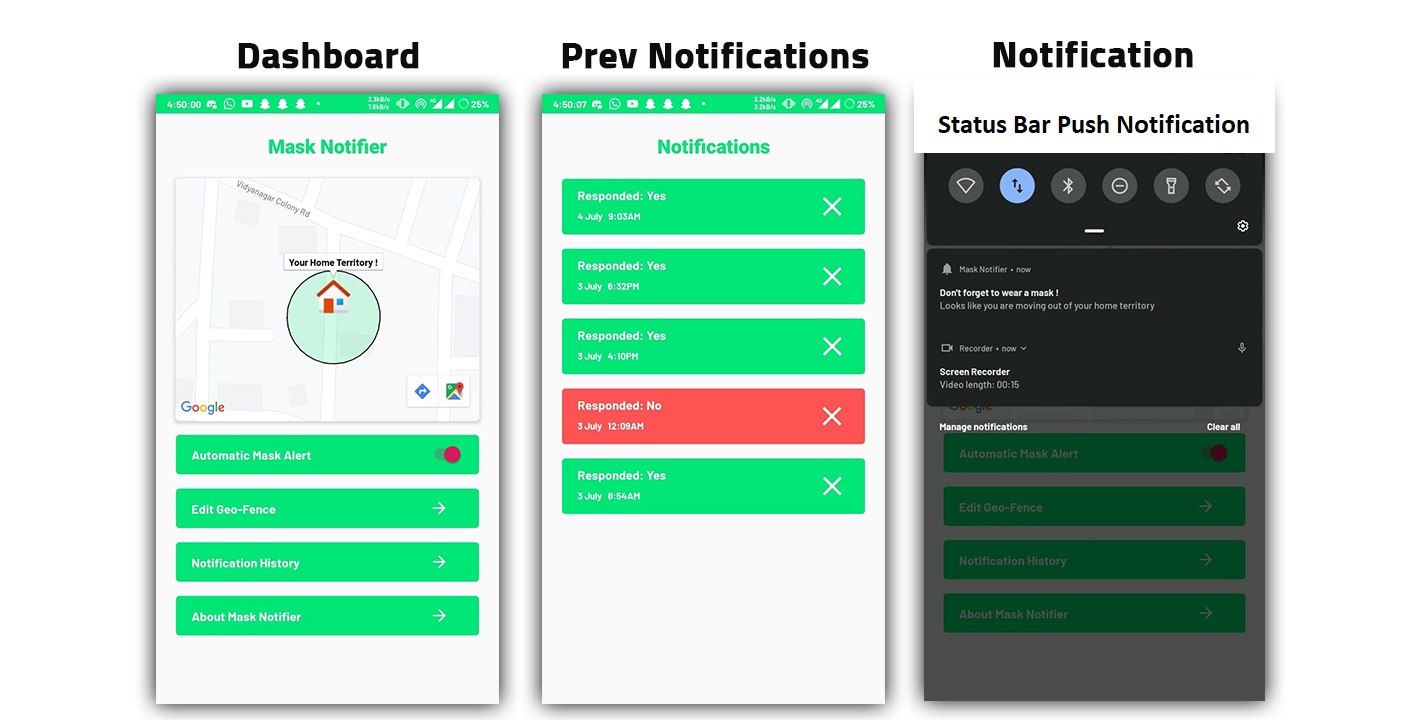 Dashboard
Prev Notifications
Notification
4:50:00
2.3kB/s
7.6kB/s
4G
25%
Mask Notifier
Vidyanagar Colony Rd
Your Home Territory !
Google
Automatic Mask Alert
Edit Geo-Fence
Notification History
About Mask Notifier
4:50:07
3.2kB/s
3.2kB/s
4G
25%
Notifications
Responded: Yes
4 July 9:03AM
Responded: Yes
3 July 6:32PM
Responded: Yes
3 July 4:10PM
Responded: No
3 July 12:09AM
Responded: Yes
3 July 8:54AM
Status Bar Push Notification
Mask Notifier • now
Don't forget to wear a mask !
Looks like you are moving out of your home territory
Recorder • now
Screen Recorder
Video length: 00:15
Google
Manage notifications
Clear all
Automatic Mask Alert
Edit Geo-Fence
Notification History
About Mask Notifier